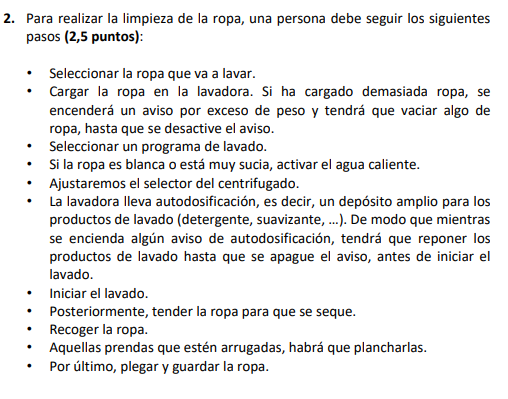 2. Para realizar la limpieza de la ropa, una persona debe seguir los siguientes
pasos (2,5 puntos):
• Seleccionar la ropa que va a lavar.
• Cargar la ropa en la lavadora. Si ha cargado demasiada ropa, se
encenderá un aviso por exceso de peso y tendrá que vaciar algo de
ropa, hasta que se desactive el aviso.
• Seleccionar un programa de lavado.
• Si la ropa es blanca o está muy sucia, activar el agua caliente.
• Ajustaremos el selector del centrifugado.
• La lavadora lleva autodosificación, es decir, un depósito amplio para los
productos de lavado (detergente, suavizante, ...). De modo que mientras
se encienda algún aviso de autodosificación, tendrá que reponer los
productos de lavado hasta que se apague el aviso, antes de iniciar el
lavado.
• Iniciar el lavado.
• Posteriormente, tender la ropa para que se seque.
• Recoger la ropa.
• Aquellas prendas que estén arrugadas, habrá que plancharlas.
• Por último, plegar y guardar la ropa.